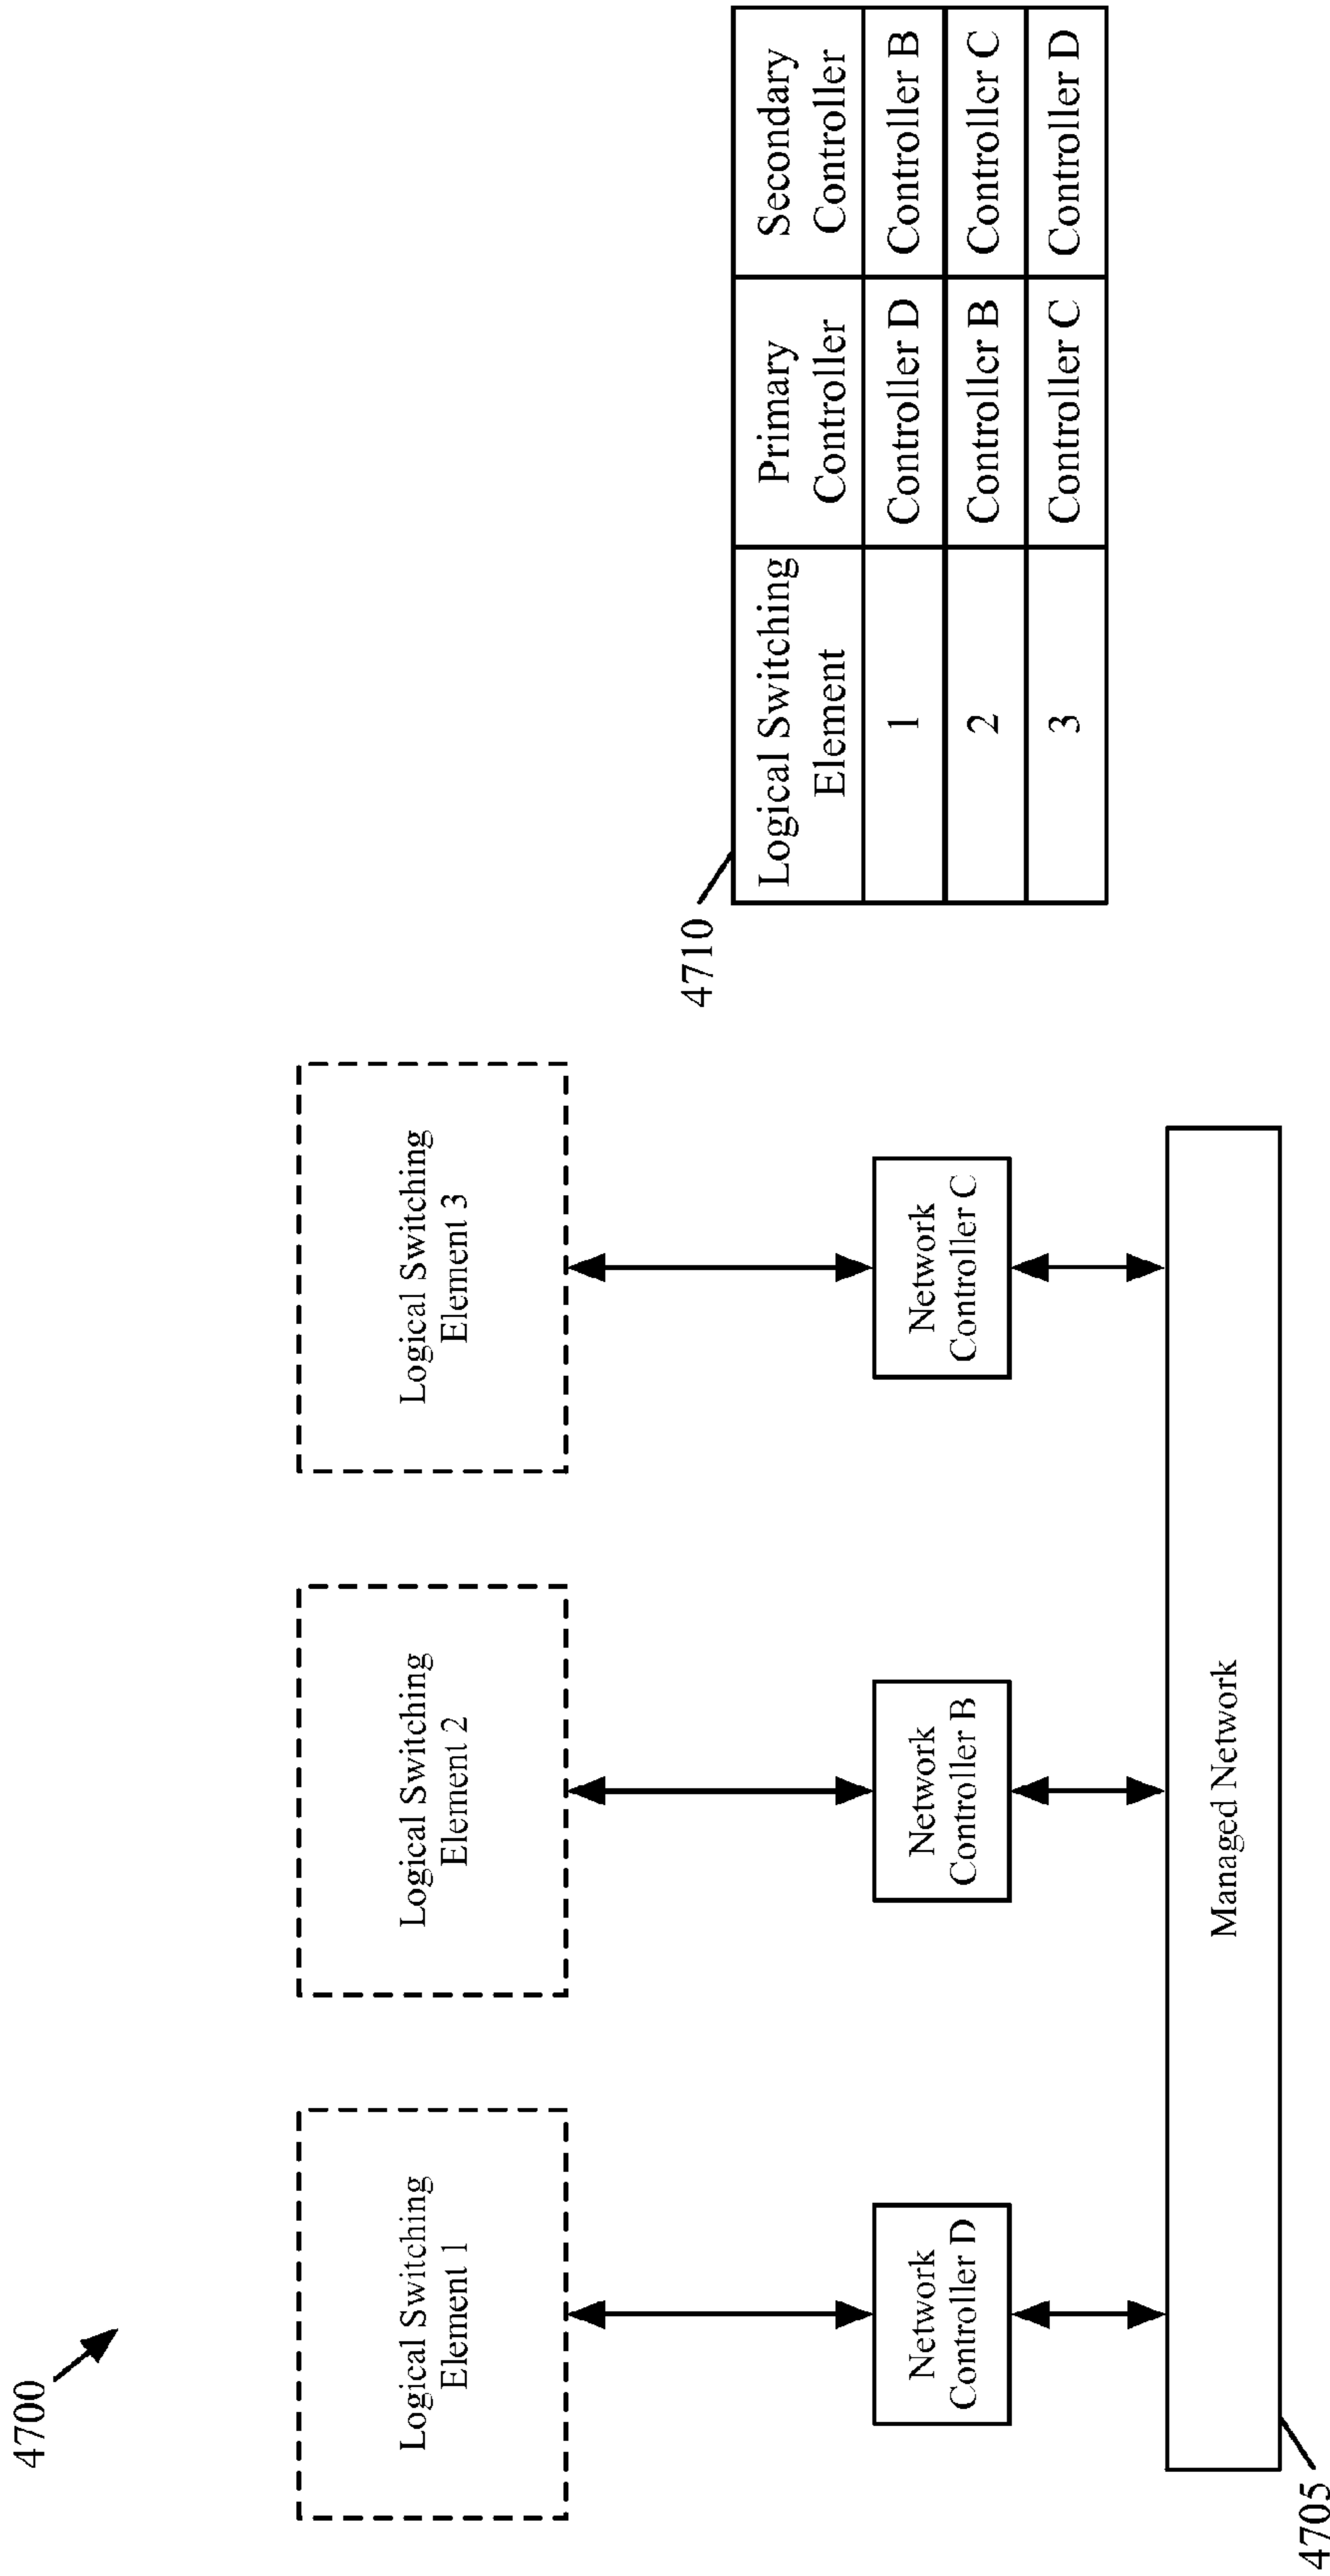 4700
Logical Switching
Element 1
Logical Switching
Element 2
Logical Switching
Element 3
Network
Controller D
Network
Controller B
Network
Controller C
Managed Network
4705
4710
Logical Switching
Element
Primary
Controller
Secondary
Controller
1
Controller D
Controller B
2
Controller B
Controller C
3
Controller C
Controller D